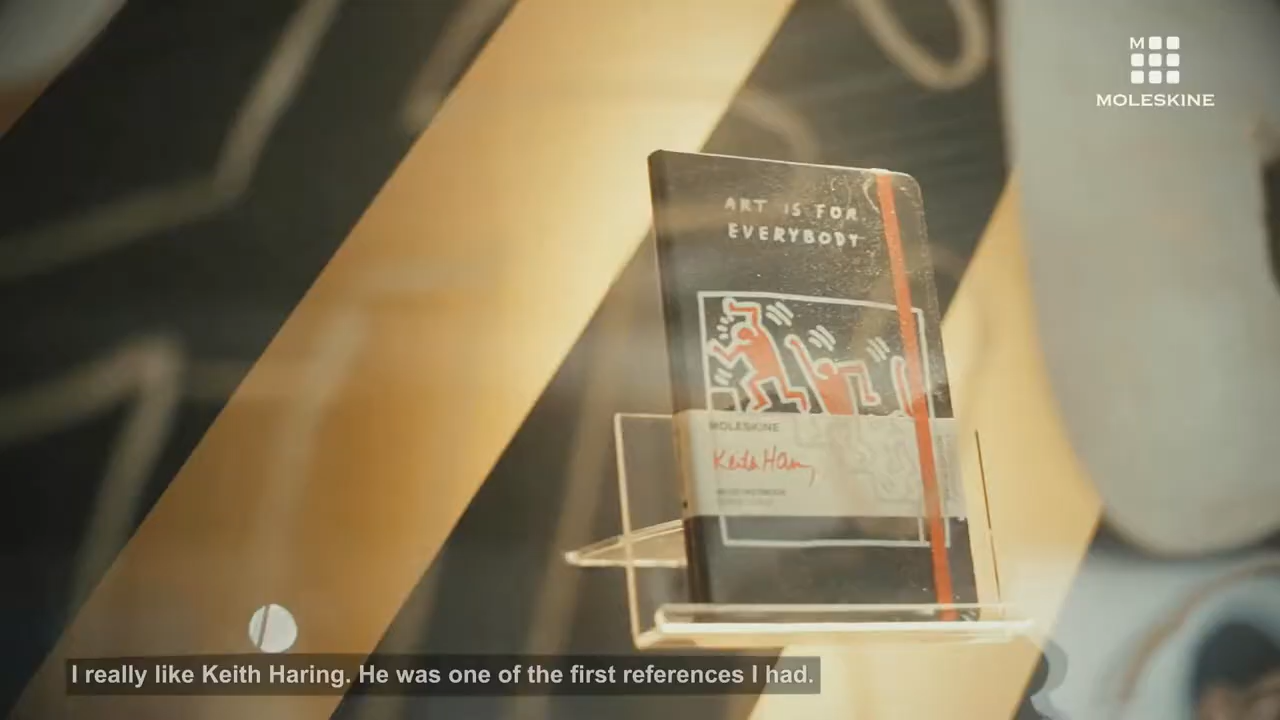 M
MOLESKINE
ART IS FOR
EVERYBODY
MOLESKINE
Keith Haring
I really like Keith Haring. He was one of the first references I had.